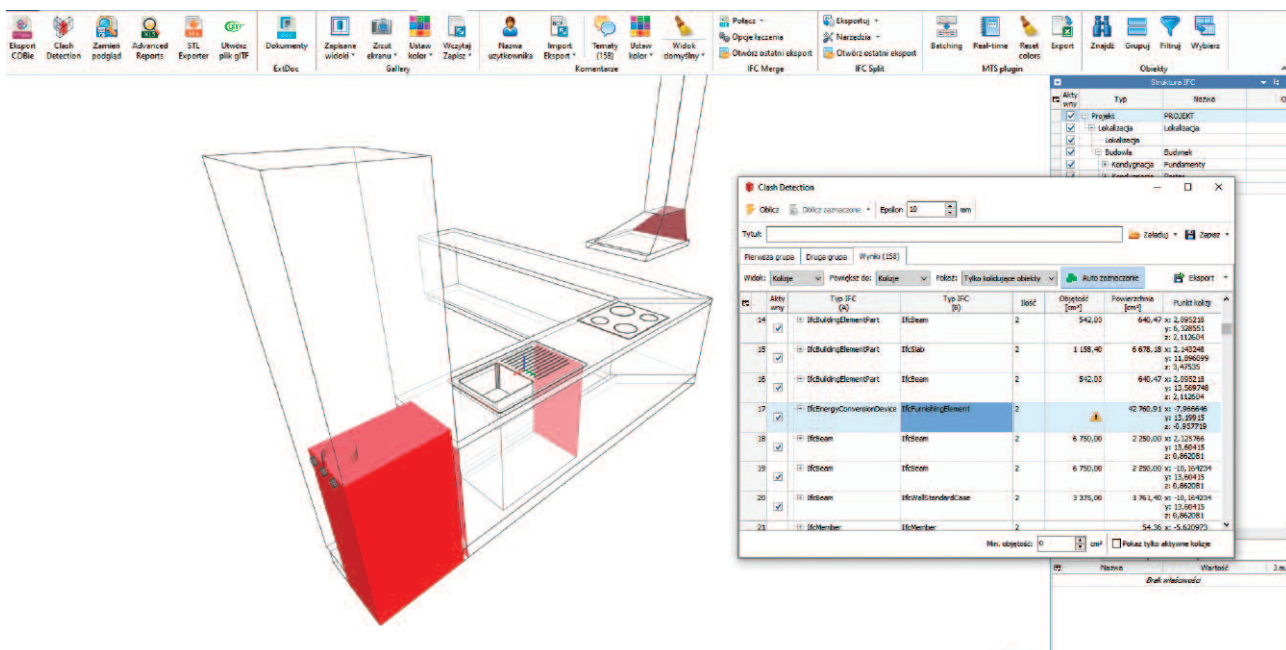 Eksport COBie
Clash Detection
Zamień podgląd
Advanced Reports
STL Exporter
Utwórz plik glTF
Dokumenty
Zapisane widoki
Zrzut ekranu
Ustaw kolor
Wczytaj Zapisz
Nazwa użytkownika
Import Eksport
Tematy (158)
Ustaw kolor
Widok domyślny
Połącz
Opcje łączenia
Otwórz ostatni eksport
Eksportuj
Narzędzia
Otwórz ostatni eksport
Batching
Real-time
Reset colors
Export
Znajdź
Grupuj
Filtruj
Wybierz
ExtDoc
Gallery
Komentarze
IFC Merge
IFC Split
MTS plugin
Obiekty
Struktura IFC
Akty wny
Typ
Nazwa
Projekt PROJEKT
Lokalizacja Lokalizacja
Lokalizacja
Budowla Budynek
Kondygnacja Fundamenty
Clash Detection
Oblicz Oblicz zaznaczone Epsilon 10 mm
Tytuł: Załaduj Zapisz
Pierwsza grupa Druga grupa Wyniki (158)
Widok: Kolizje Powiększ do: Kolizje Pokaż: Tylko kolidujące obiekty Auto zaznaczanie Eksport
Akty wny Typ IFC (A) Typ IFC (B) Ilość Objętość [cm³] Powierzchnia [cm²] Punkt kolizji
14 IfcBuildingElementPart IfcBeam 2 542,03 640,47 x: 2,095218
y: 6,328551
z: 2,112604
15 IfcBuildingElementPart IfcSlab 2 1 158,40 6 678,18 x: 2,143248
y: 11,896099
z: 3,42535
16 IfcBuildingElementPart IfcBeam 2 542,03 640,47 x: 2,095218
y: 13,569748
z: 2,112604
17 IfcEnergyConversionDevice IfcFurnishingElement 2 42 760,91 x: -7,966646
y: 13,19915
z: -0,957719
18 IfcBeam IfcBeam 2 6 750,00 2 250,00 x: 2,125766
y: 13,60415
z: 0,862081
19 IfcBeam IfcBeam 2 6 750,00 2 250,00 x: -10,164234
y: 13,60415
z: 0,862081
20 IfcBeam IfcWallStandardCase 2 3 375,00 3 761,40 x: -10,164234
y: 13,60415
z: 0,862081
21 IfcMember IfcMember 2 54,36 x: -5,620973
Min. objętość: 0 cm³ Pokaż tylko aktywne kolizje
Nazwa Wartość J.m.
Brak właściwości